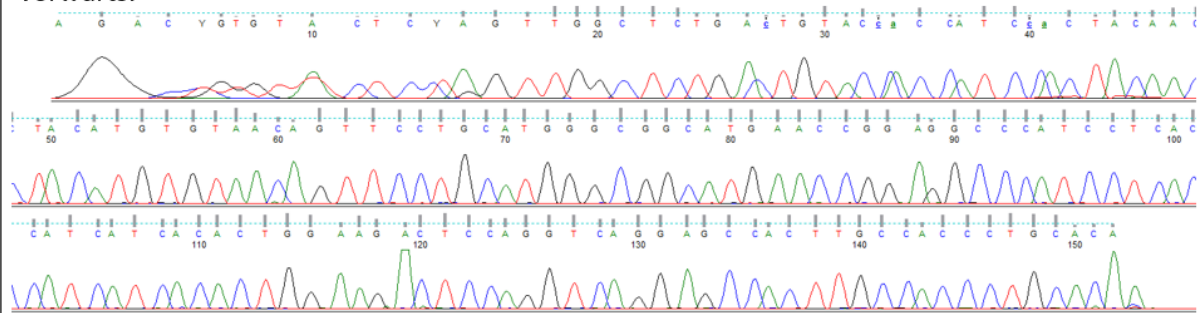 A G A C Y G T G T A C T C Y A G T T G G C T C T G A c T G T A C c a C C A T C c a C T A C A A C
10 20 30 40
T A C A T G T G T A A C A G T T C C T G C A T G G G C G G C A T G A A C C G G A G G C C C A T C C T C A C
50 60 70 80 90 100
C A T C A T C A C A C T G G A A G A C T C C A G G T C A G G A G C C A C T T G C C A C C C T G C A C A
110 120 130 140 150